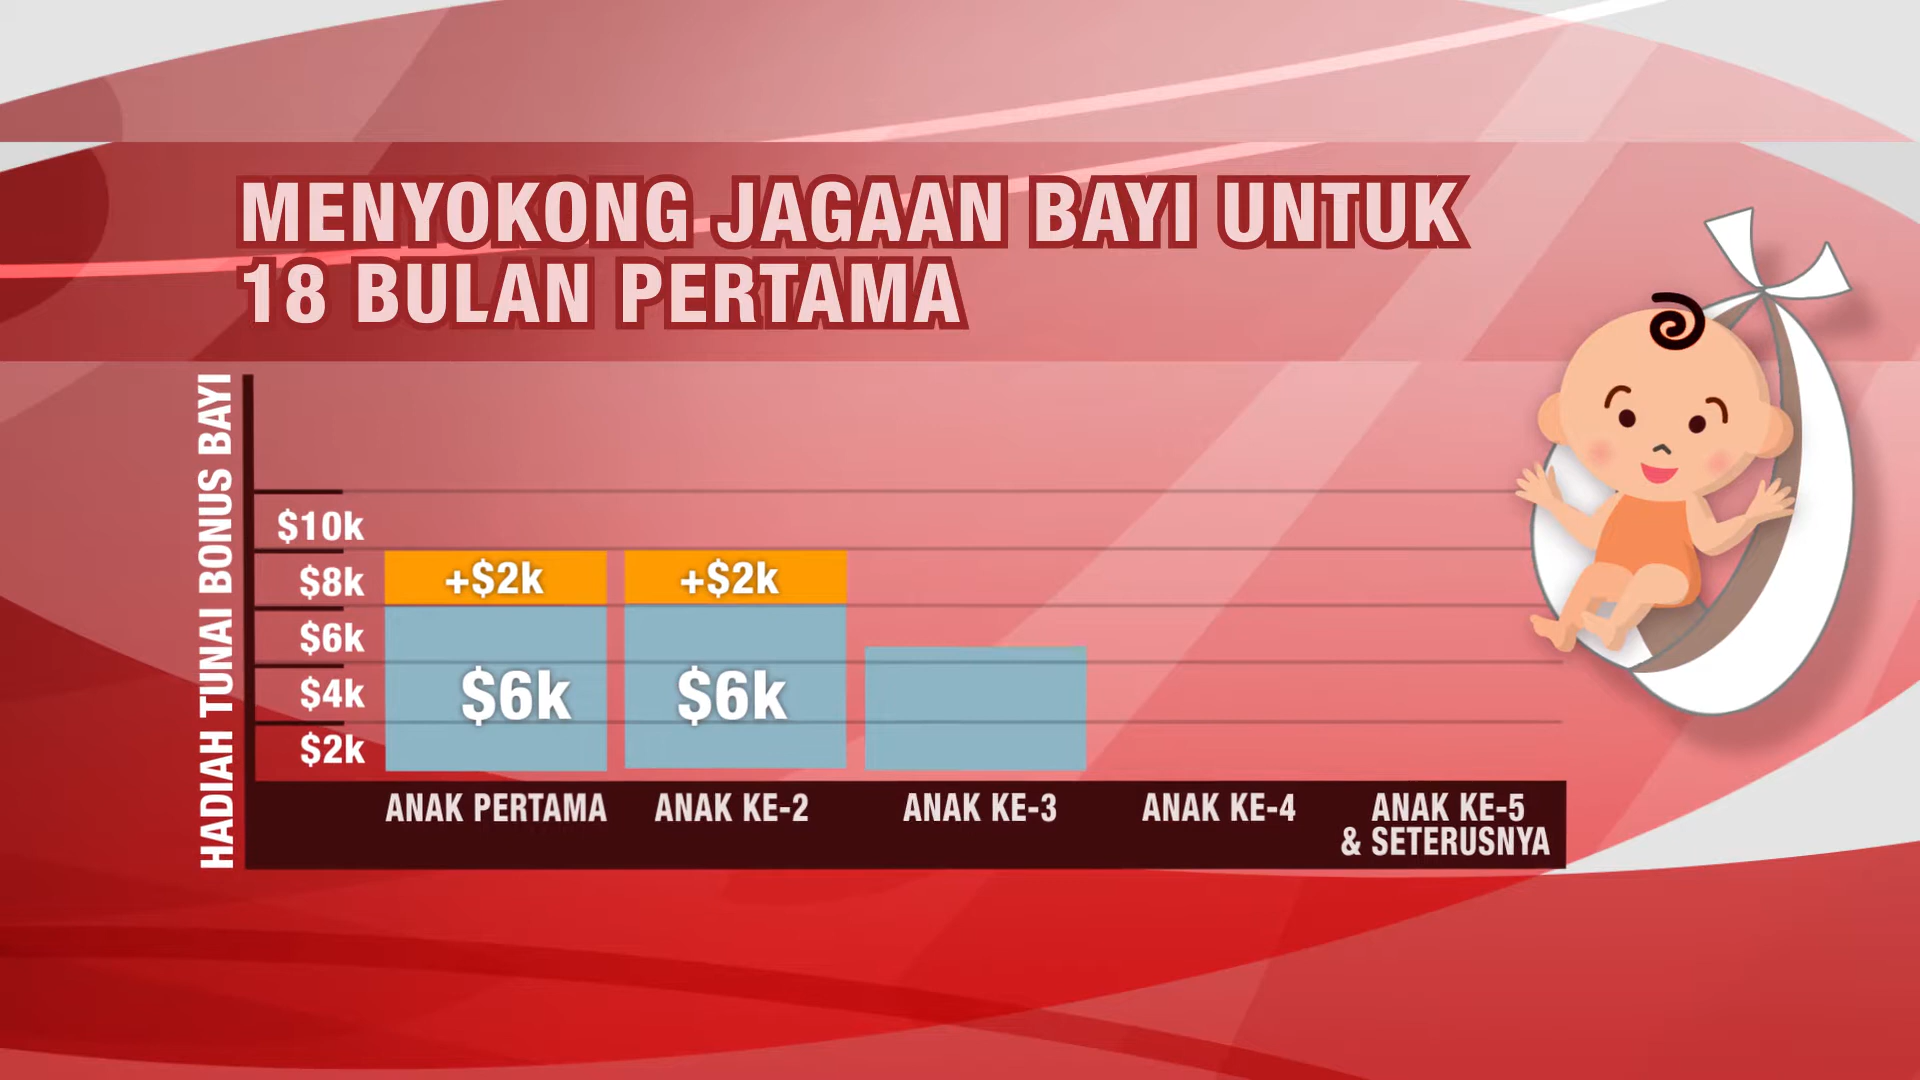 MENYOKONG JAGAAN BAYI UNTUK
18 BULAN PERTAMA
HADIAH TUNAI BONUS BAYI
$10k
$8k
$6k
$4k
$2k
+$2k
+$2k
$6k
$6k
ANAK PERTAMA
ANAK KE-2
ANAK KE-3
ANAK KE-4
ANAK KE-5
& SETERUSNYA